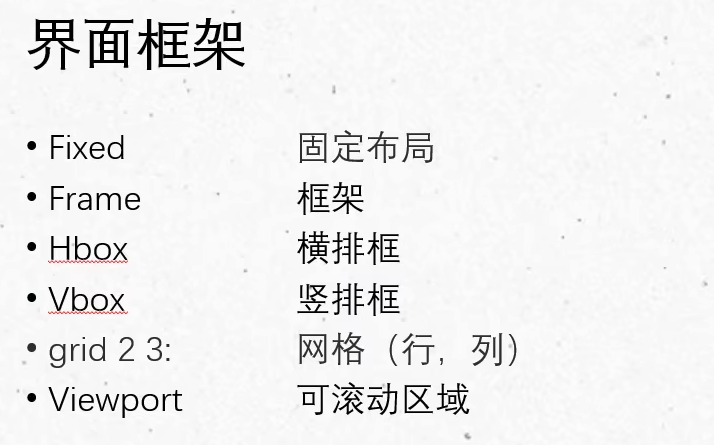 界面框架
• Fixed 固定布局
• Frame 框架
• Hbox 横排框
• Vbox 竖排框
• grid 2 3: 网格（行，列）
• Viewport 可滚动区域